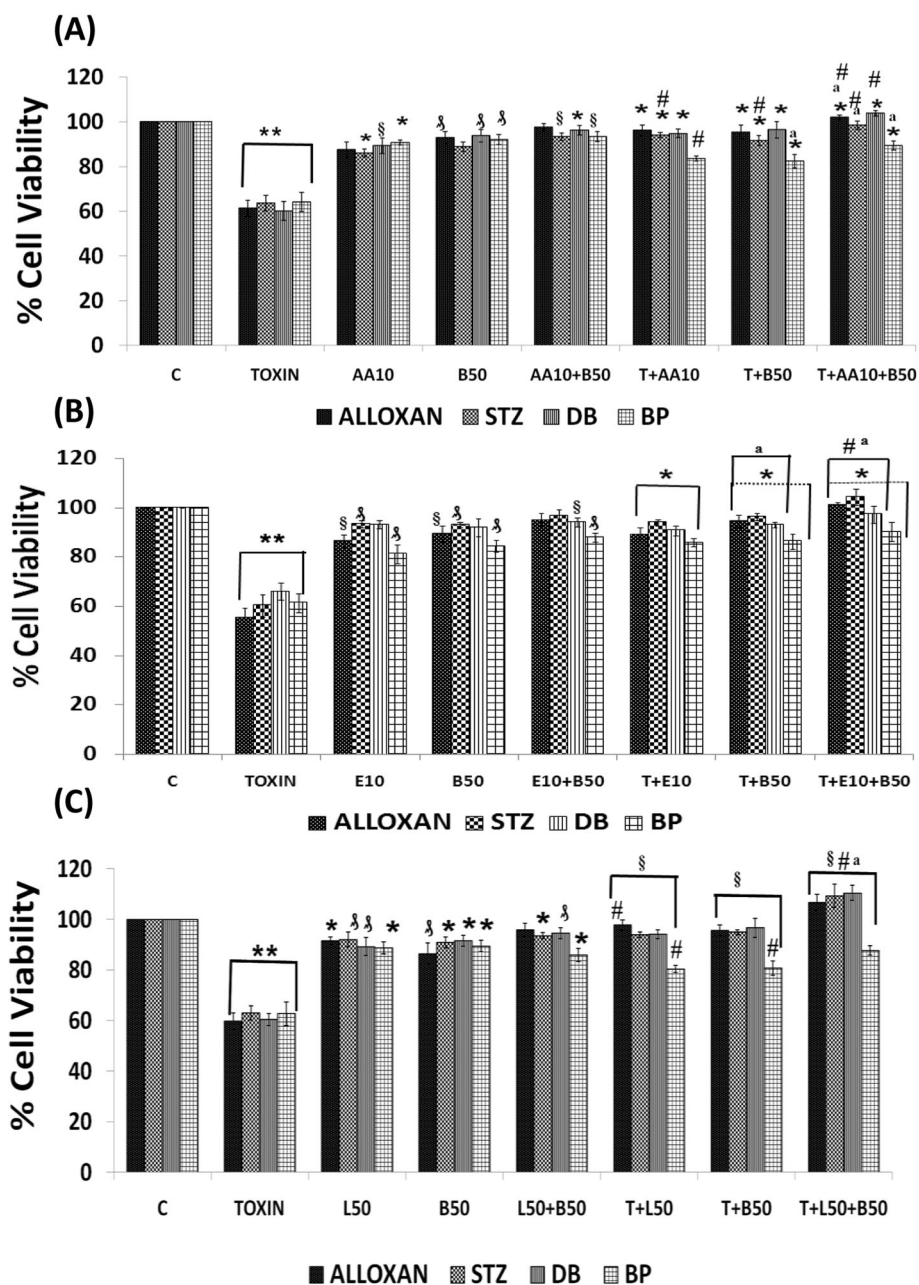 (A)
% Cell Viability
120
100
80
60
40
20
0
**
* § *
₰ ₰ ₰
§ * §
* # * * #
* # * * a *
# a * # a * # * a *
C TOXIN AA10 B50 AA10+B50 T+AA10 T+B50 T+AA10+B50
ALLOXAN STZ DB BP
(B)
% Cell Viability
120
100
80
60
40
20
0
**
§ ₰ ₰
§ ₰ ₰
§ ₰
*
a
*
# a
*
C TOXIN E10 B50 E10+B50 T+E10 T+B50 T+E10+B50
ALLOXAN STZ DB BP
(C)
% Cell Viability
120
100
80
60
40
20
0
**
* ₰ ₰ *
₰ * * *
* ₰ *
§
# #
§
#
§ # a
C TOXIN L50 B50 L50+B50 T+L50 T+B50 T+L50+B50
ALLOXAN STZ DB BP